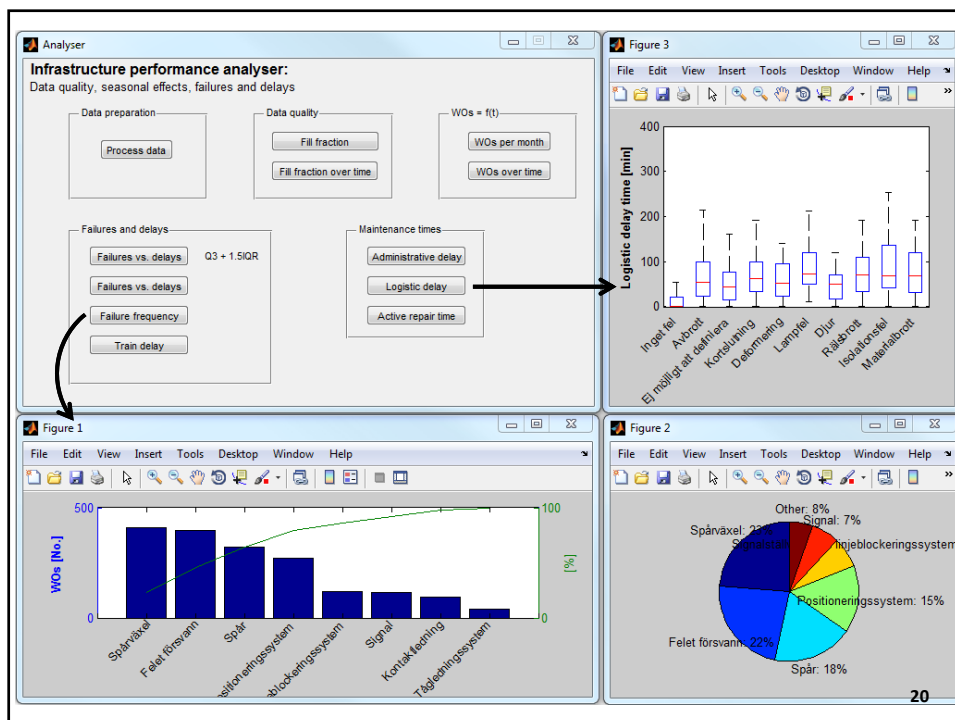 Analyser
Infrastructure performance analyser:
Data quality, seasonal effects, failures and delays
Data preparation
Process data
Data quality
Fill fraction
Fill fraction over time
WOs = f(t)
WOs per month
WOs over time
Failures and delays
Failures vs. delays
Q3 + 1.5IQR
Failures vs. delays
Failure frequency
Train delay
Maintenance times
Administrative delay
Logistic delay
Active repair time
Figure 3
File Edit View Insert Tools Desktop Window Help
Logistic delay time [min]
400
300
200
100
0
Inget fel
Avbrott
Ej möjligt att definiera
Kortslutning
Deformering
Lampfel
Djur
Rälsbrott
Isolationsfel
Materialbrott
Figure 1
File Edit View Insert Tools Desktop Window Help
WOs [No.]
500
0
100
0
[%]
Spårväxel
Felet försvann
Spår
ositioneringssystem
eblockeringssystem
Signal
Kontaktledning
Tågledningssystem
Figure 2
File Edit View Insert Tools Desktop Window Help
Other: 8%
Signal: 7%
Spårväxel: 23%
linjeblockeringssystem
Positioneringssystem: 15%
Felet försvann: 22%
Spår: 18%
20